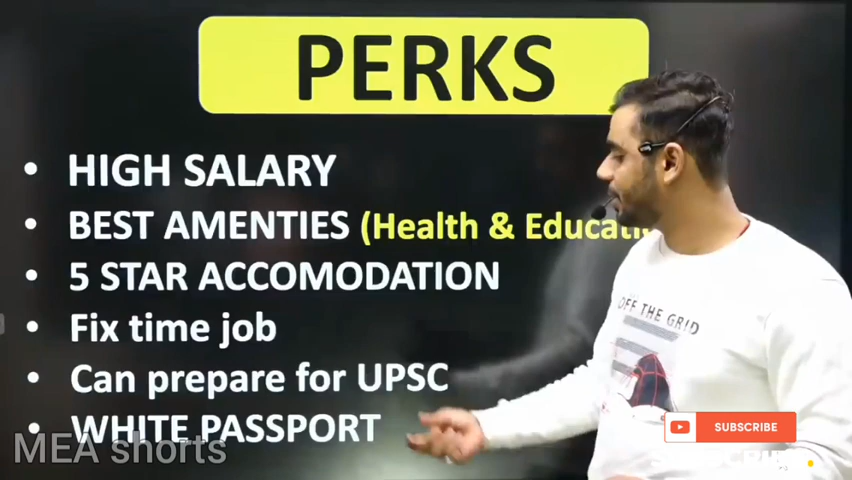 PERKS
• HIGH SALARY
• BEST AMENTIES (Health & Educati
• 5 STAR ACCOMODATION
• Fix time job
• Can prepare for UPSC
• WHITE PASSPORT
MEA shorts
OFF THE GRID
SUBSCRIBE